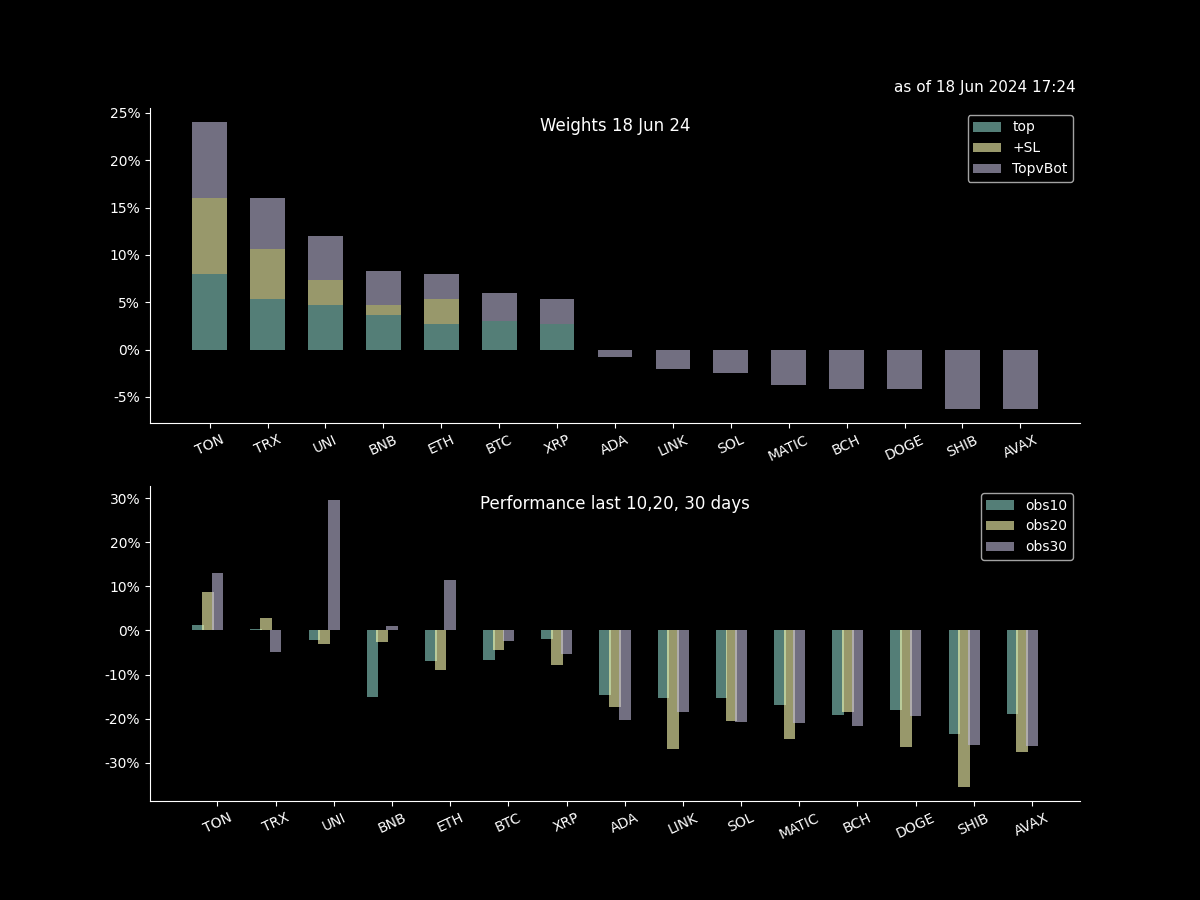 as of 18 Jun 2024 17:24
Weights 18 Jun 24
top
+SL
TopvBot
25%
20%
15%
10%
5%
0%
-5%
TON TRX UNI BNB ETH BTC XRP ADA LINK SOL MATIC BCH DOGE SHIB AVAX
Performance last 10,20, 30 days
obs10
obs20
obs30
30%
20%
10%
0%
-10%
-20%
-30%
TON TRX UNI BNB ETH BTC XRP ADA LINK SOL MATIC BCH DOGE SHIB AVAX